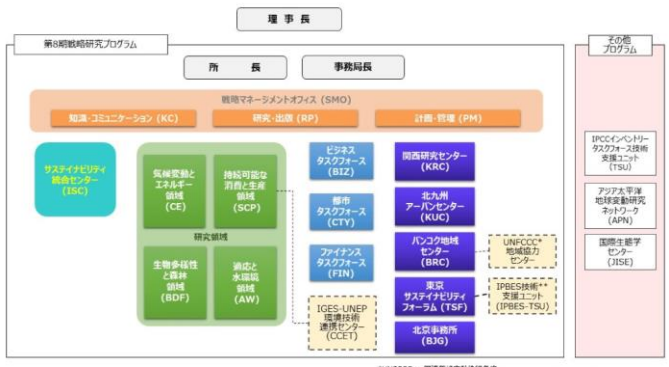 理 事 長
第8期戦略研究プログラム
所 長
事務局長
戦略マネージメントオフィス (SMO)
知識・コミュニケーション (KC)
研究・出版 (RP)
計画・管理 (PM)
サステイナビリティ
統合センター
(ISC)
気候変動と
エネルギー
領域
(CE)
持続可能な
消費と生産
領域
(SCP)
研究領域
生物多様性
と森林
領域
(BDF)
適応と
水環境
領域
(AW)
ビジネス
タスクフォース
(BIZ)
都市
タスクフォース
(CTY)
ファイナンス
タスクフォース
(FIN)
IGES-UNEP
環境技術
連携センター
(CCET)
関西研究センター
(KRC)
北九州
アーバンセンター
(KUC)
バンコク地域
センター
(BRC)
東京
サステイナビリティ
フォーラム (TSF)
北京事務所
(BJG)
UNFCCC*
地域協力
センター
IPBES技術**
支援ユニット
(IPBES-TSU)
その他
プログラム
IPCCインベントリー
タスクフォース技術
支援ユニット
(TSU)
アジア太平洋
地球変動研究
ネットワーク
(APN)
国際生態学
センター
(JISE)